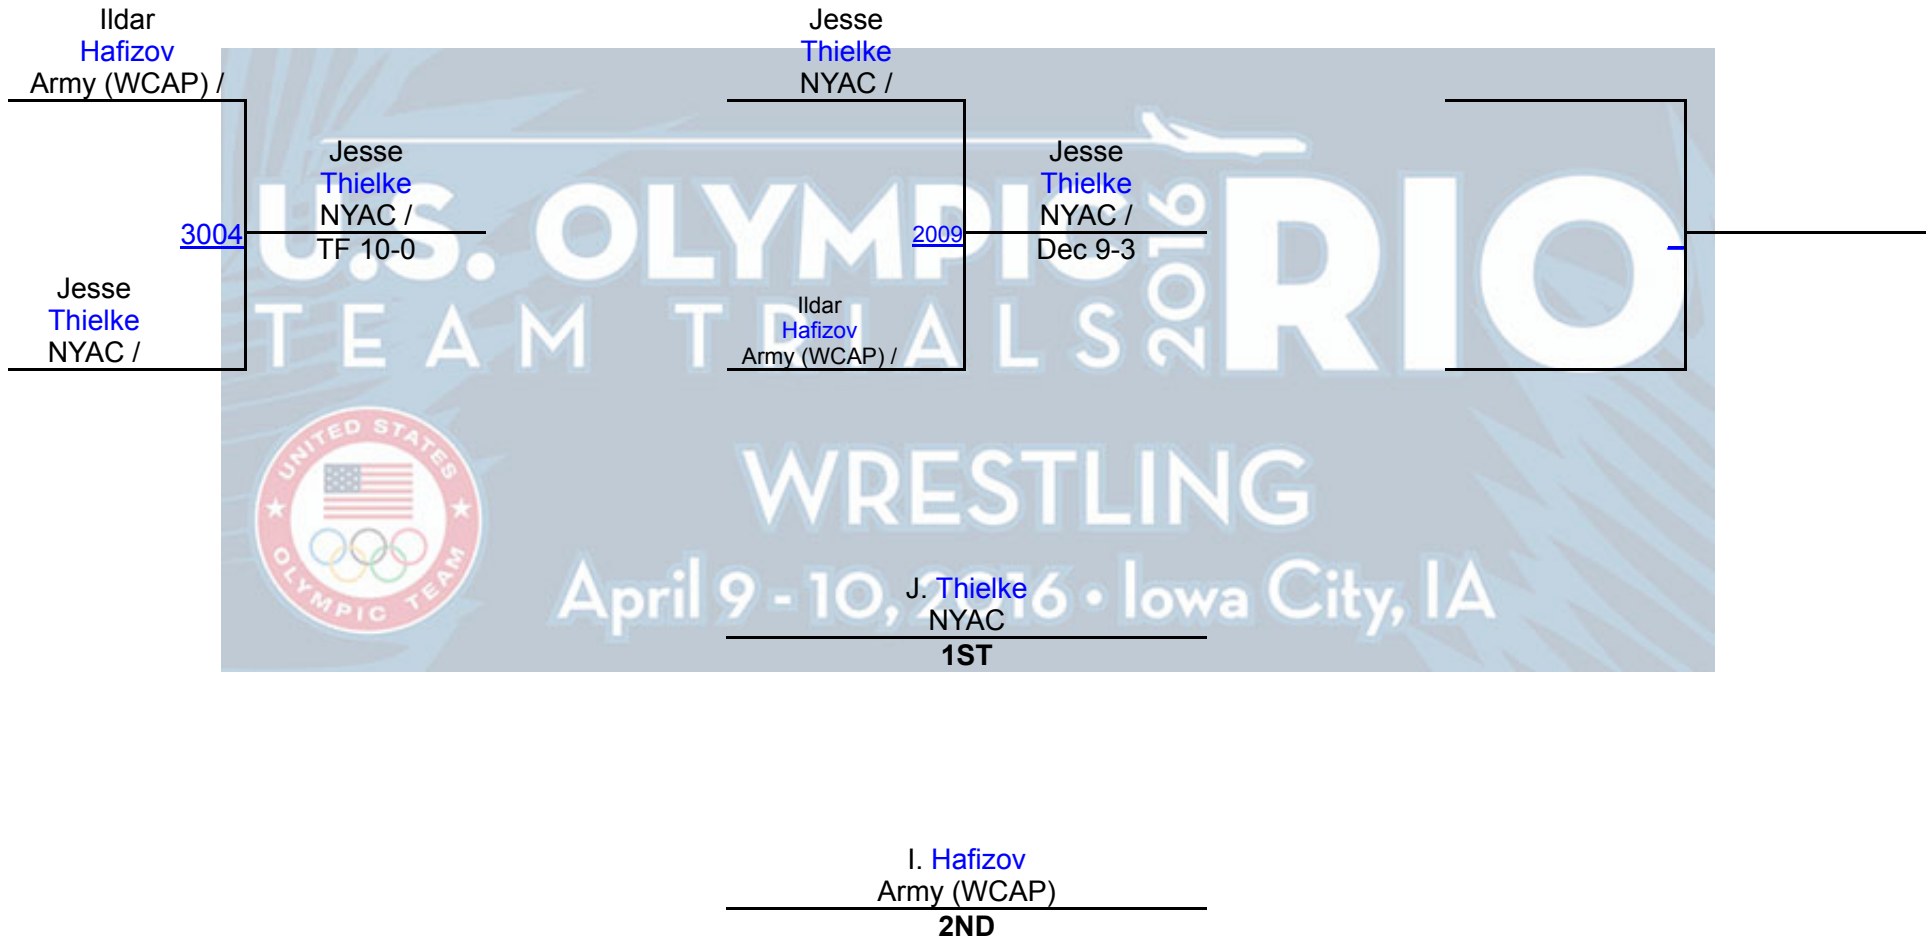 Ildar
Hafizov
Army (WCAP) /
3004
Jesse
Thielke
NYAC /
TF 10-0
Jesse
Thielke
NYAC /
Jesse
Thielke
NYAC /
2009
Jesse
Thielke
NYAC /
Dec 9-3
Ildar
Hafizov
Army (WCAP) /
U.S. OLYMPIC
TEAM TRIALS
2016
RIO
UNITED STATES
OLYMPIC TEAM
WRESTLING
April 9 - 10, 2016 • Iowa City, IA
J. Thielke
NYAC
1ST
I. Hafizov
Army (WCAP)
2ND